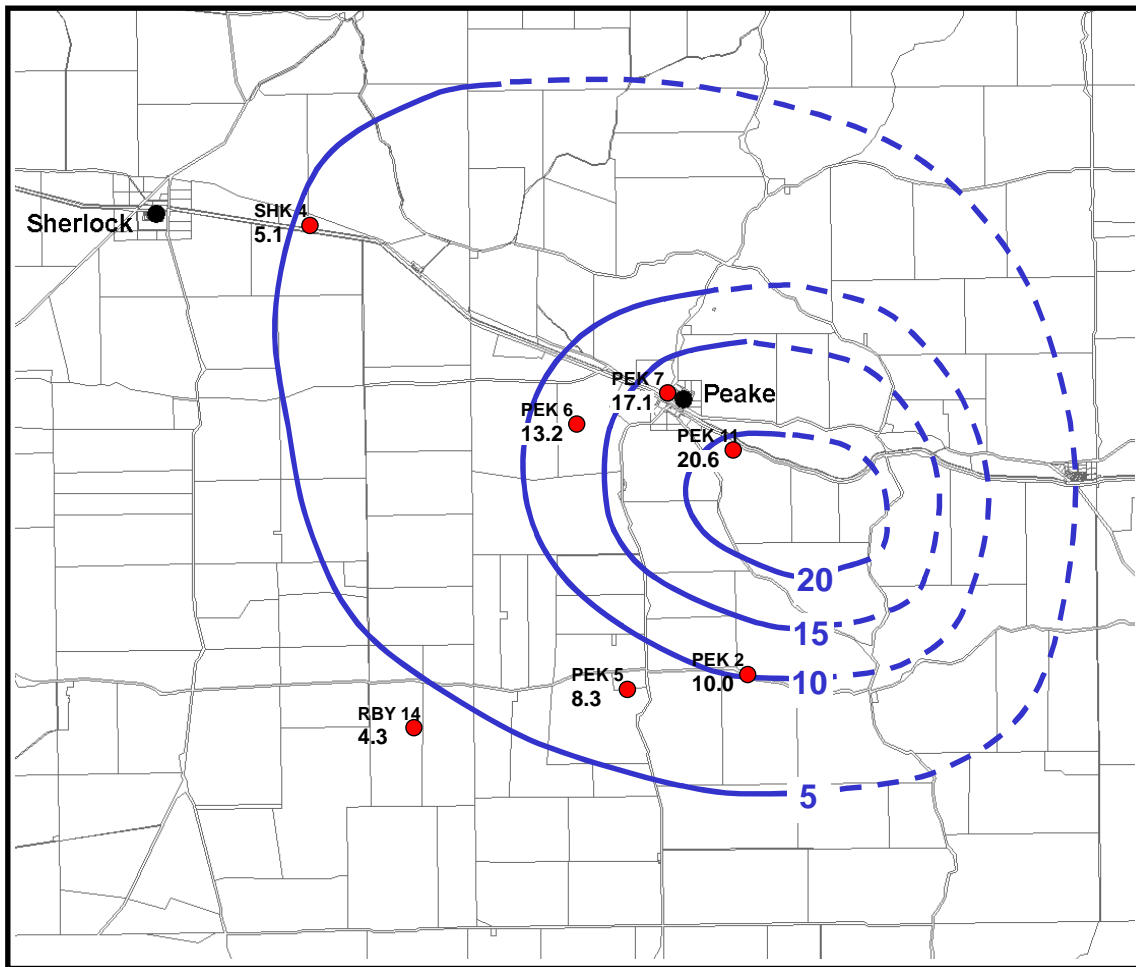 SHK 4
5.1
Sherlock
PEK 7
17.1
Peake
PEK 6
13.2
PEK 11
20.6
20
15
PEK 2
10.0
10
PEK 5
8.3
RBY 14
4.3
5